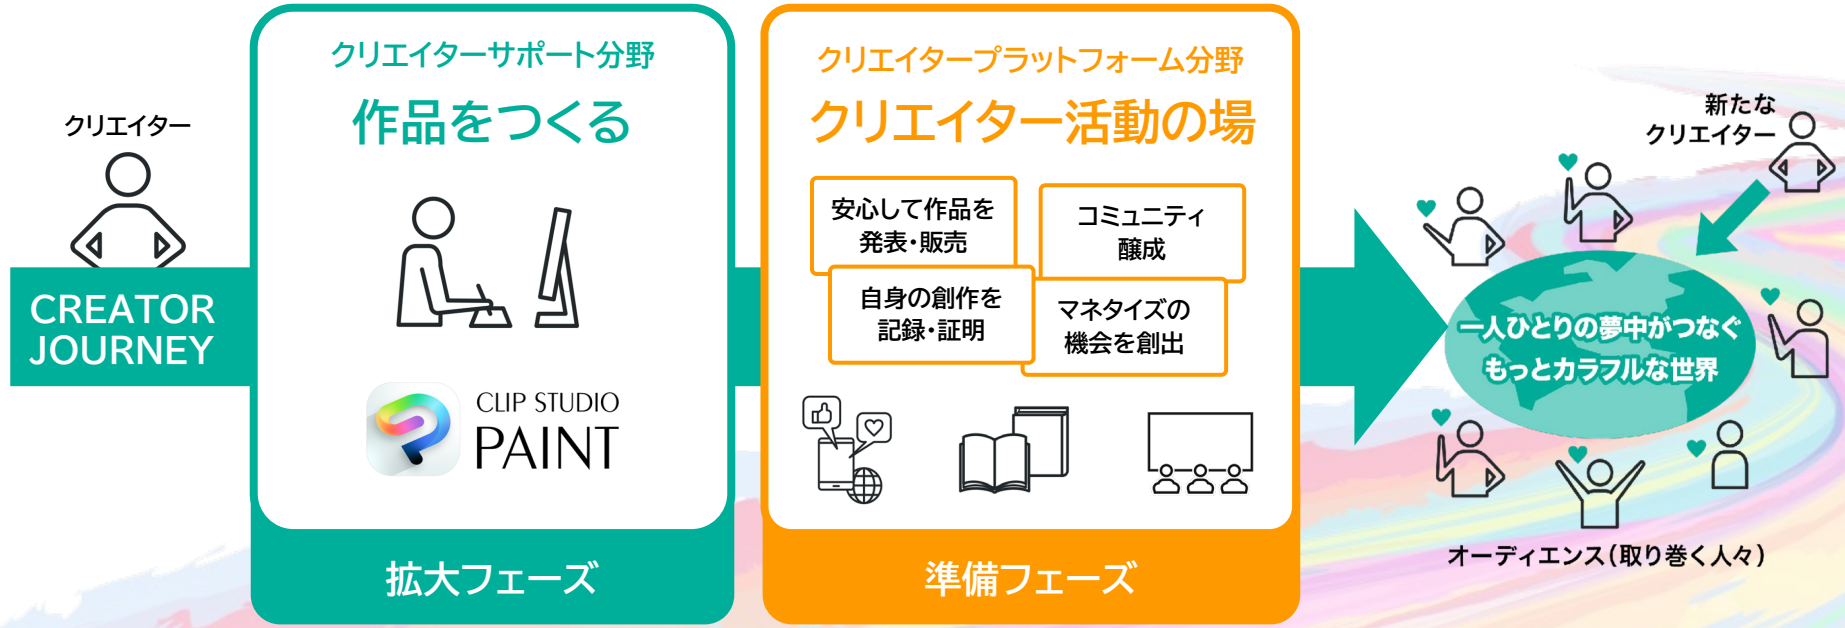 クリエイター
CREATOR
JOURNEY
クリエイターサポート分野
作品をつくる
CLIP STUDIO
PAINT
拡大フェーズ
クリエイタープラットフォーム分野
クリエイター活動の場
安心して作品を
発表・販売
コミュニティ
醸成
自身の創作を
記録・証明
マネタイズの
機会を創出
準備フェーズ
新たな
クリエイター
一人ひとりの夢中がつなぐ
もっとカラフルな世界
オーディエンス(取り巻く人々)